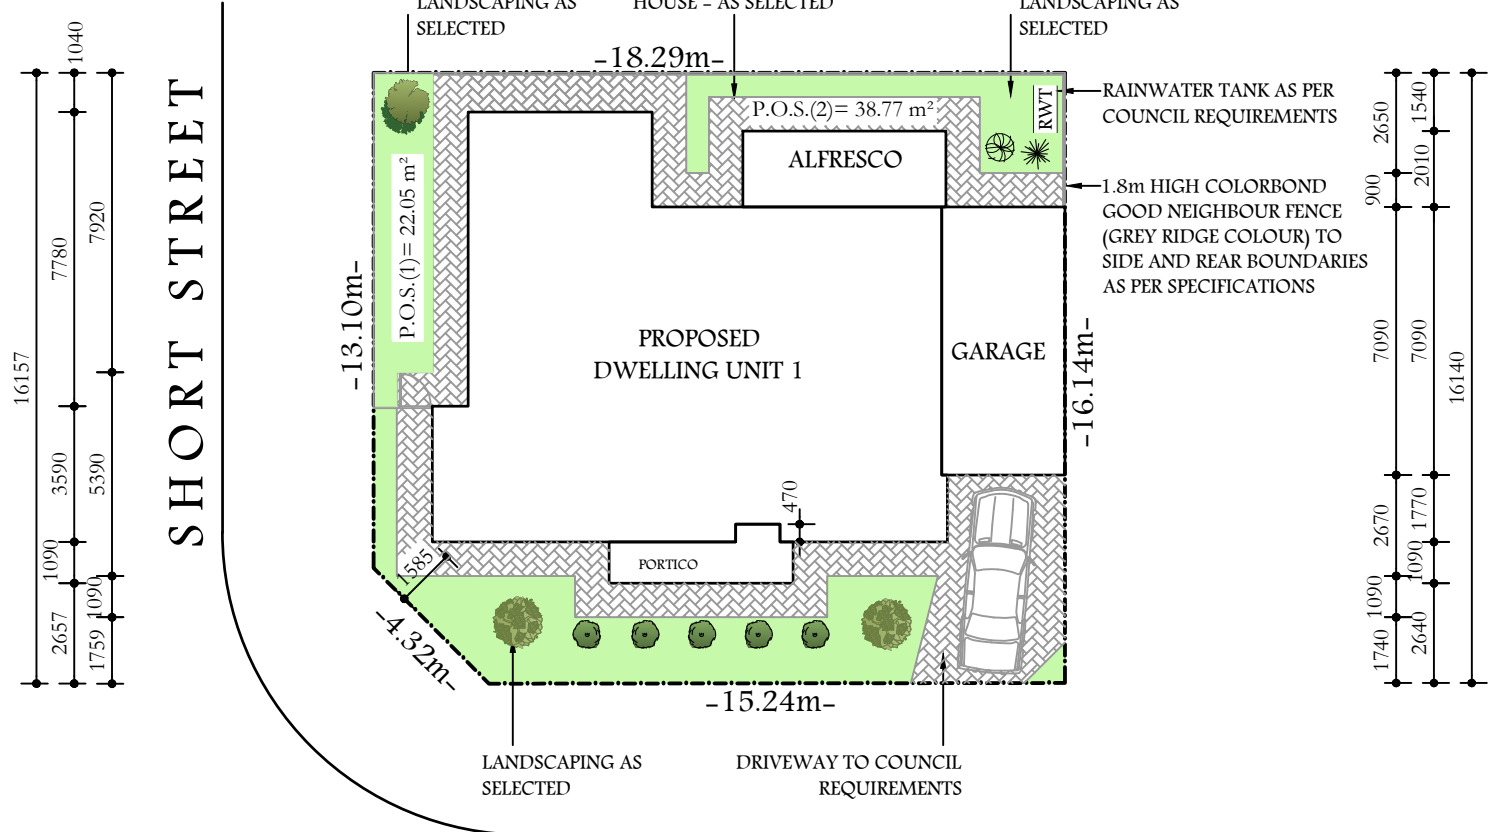 LANDSCAPING AS
SELECTED
HOUSE - AS SELECTED
LANDSCAPING AS
SELECTED
-18.29m-
RAINWATER TANK AS PER
COUNCIL REQUIREMENTS
RWT
P.O.S.(2)= 38.77 m²
ALFRESCO
1.8m HIGH COLORBOND
GOOD NEIGHBOUR FENCE
(GREY RIDGE COLOUR) TO
SIDE AND REAR BOUNDARIES
AS PER SPECIFICATIONS
SHORT STREET
P.O.S.(1)= 22.05 m²
-13.10m-
PROPOSED
DWELLING UNIT 1
GARAGE
-16.14m-
470
PORTICO
1585
-4.32m-
-15.24m-
LANDSCAPING AS
SELECTED
DRIVEWAY TO COUNCIL
REQUIREMENTS
16157
1040
7780
3590
1090
2657
7920
5390
1090
1759
2650
900
7090
2670
1090
1740
1540
2010
7090
1770
1090
2640
16140